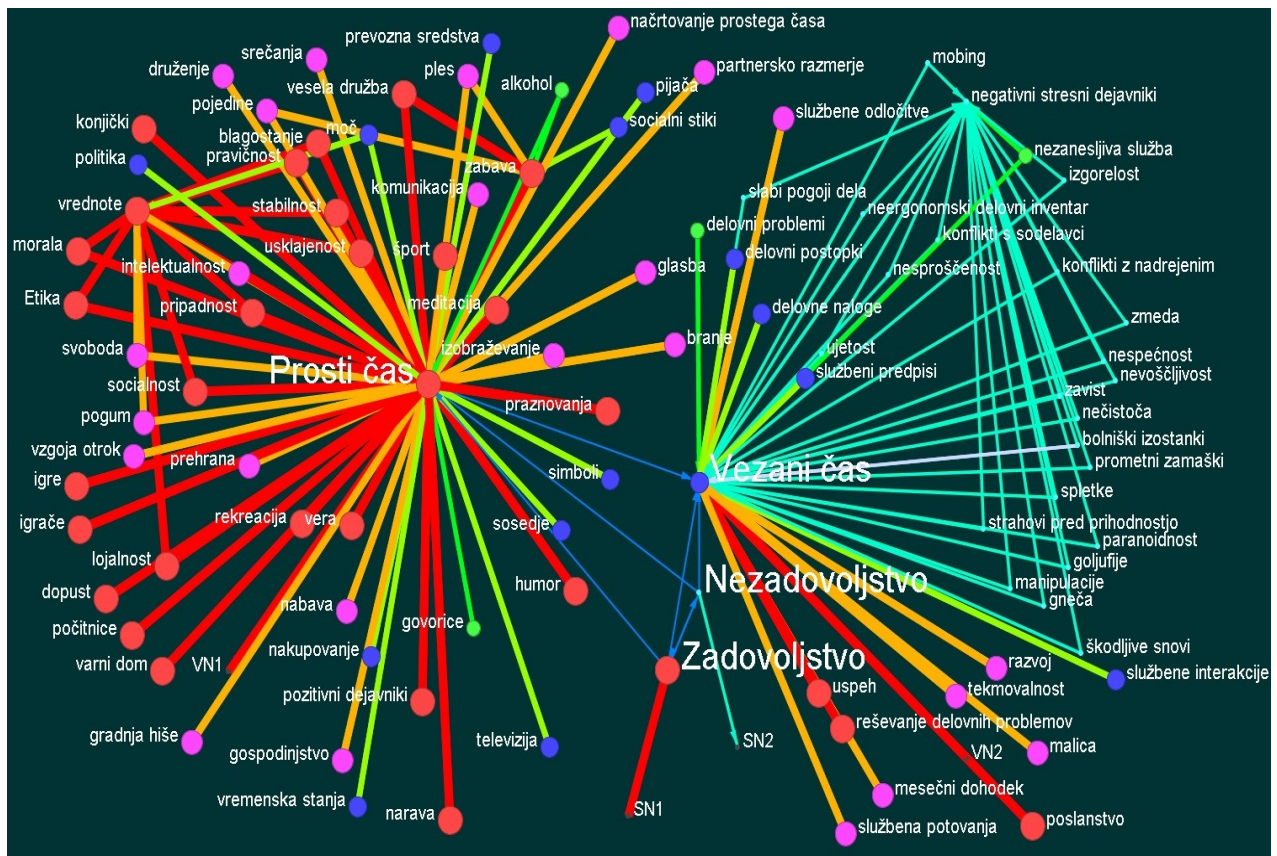 načrtovanje prostega časa
srečanja
prevozna sredstva
mobing
druženje
ples
partnersko razmerje
vesela družba
alkohol
pijača
negativni stresni dejavniki
pojedine
službene odločitve
konjički
blagostanje
moč
socialni stiki
politika
pravičnost
zabava
nezanesljiva služba
komunikacija
izgorelost
slabi pogoji dela
vrednote
stabilnost
neergonomski delovni inventar
delovni problemi
morala
usklajenost
šport
konflikti s sodelavci
intelektualnost
delovni postopki
glasba
nesproščenost
konflikti z nadrejenim
Etika
pripadnost
meditacija
delovne naloge
zmeda
svoboda
izobraževanje
branje
ujetost
nespećnost
Prosti čas
službeni predpisi
nevoščljivost
socialnost
zavist
pogum
praznovanja
nečistoča
bolniški izostanki
vzgoja otrok
prehrana
simboli
Vezani čas
prometni zamaški
igre
spletke
igrače
rekreacija
vera
sosedje
strahovi pred prihodnostjo
paranoidnost
lojalnost
goljufije
dopust
humor
Nezadovoljstvo
manipulacije
gneča
nabava
govorice
počitnice
nakupovanje
škodljive snovi
varni dom
VN1
Zadovoljstvo
razvoj
službene interakcije
pozitivni dejavniki
uspeh
tekmovalnost
reševanje delovnih problemov
gradnja hiše
televizija
SN2
malica
gospodinjstvo
VN2
mesečni dohodek
vremenska stanja
narava
SN1
poslanstvo
službena potovanja